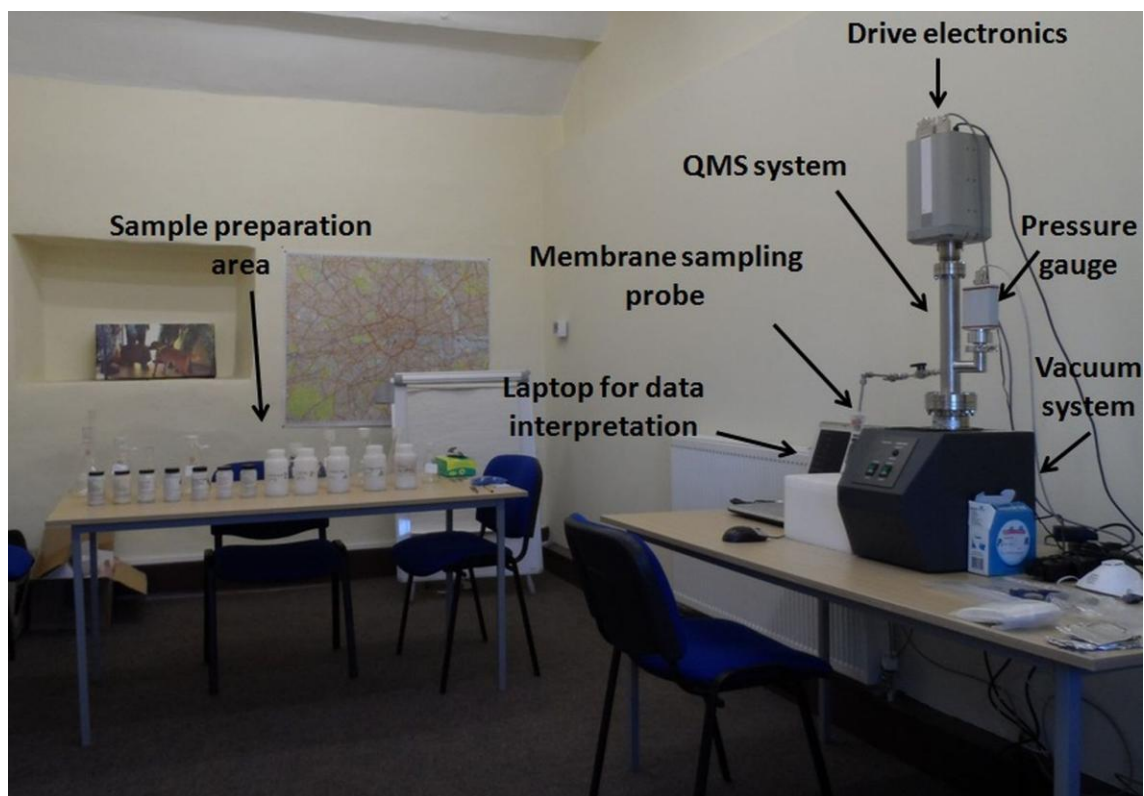 Drive electronics
QMS system
Pressure
gauge
Sample preparation
area
Membrane sampling
probe
Laptop for data
interpretation
Vacuum
system